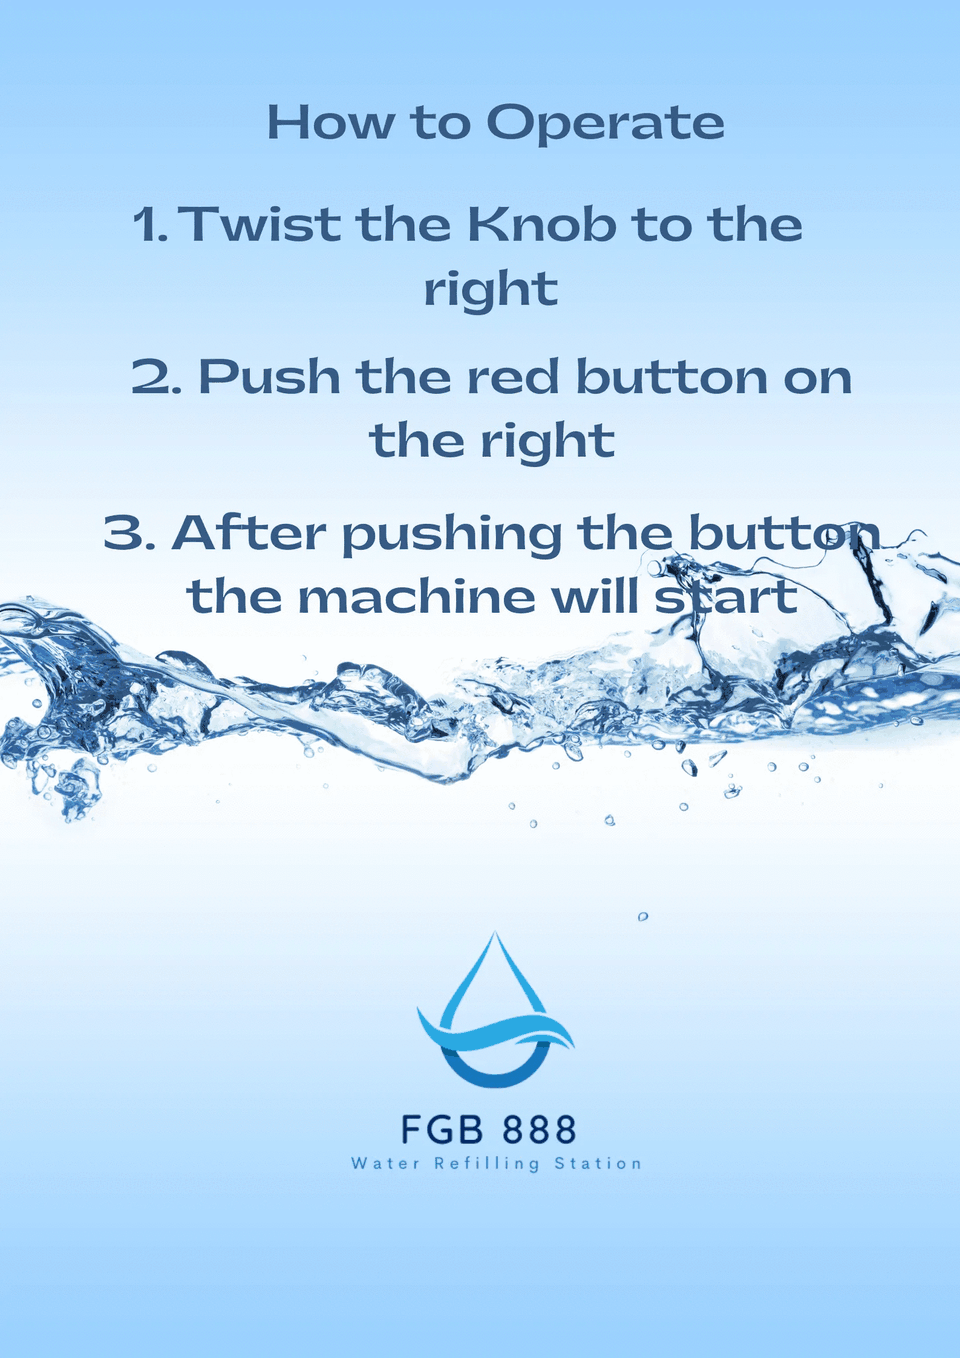 How to Operate
1. Twist the Knob to the
right
2. Push the red button on
the right
3. After pushing the button
the machine will start
FGB 888
Water Refilling Station